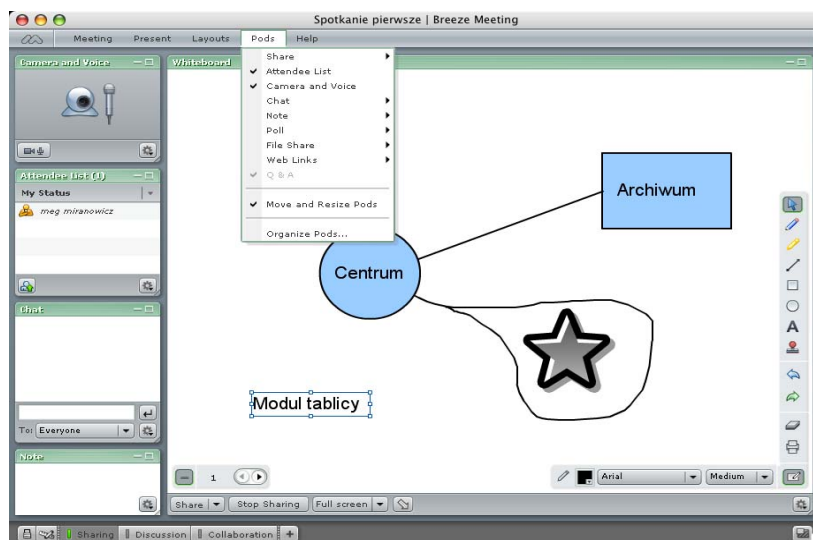 Spotkanie pierwsze | Breeze Meeting
Meeting Present Layouts Pods Help
Camera and Voice
Whiteboard
Share
Attendee List
Camera and Voice
Chat
Note
Poll
File Share
Web Links
Q & A
Move and Resize Pods
Organize Pods...
Attendee List (1)
My Status
meg miranowicz
Archiwum
Centrum
Modul tablicy
Chat
To: Everyone
Note
A
1
Arial Medium
Share Stop Sharing Full screen
Sharing Discussion Collaboration +